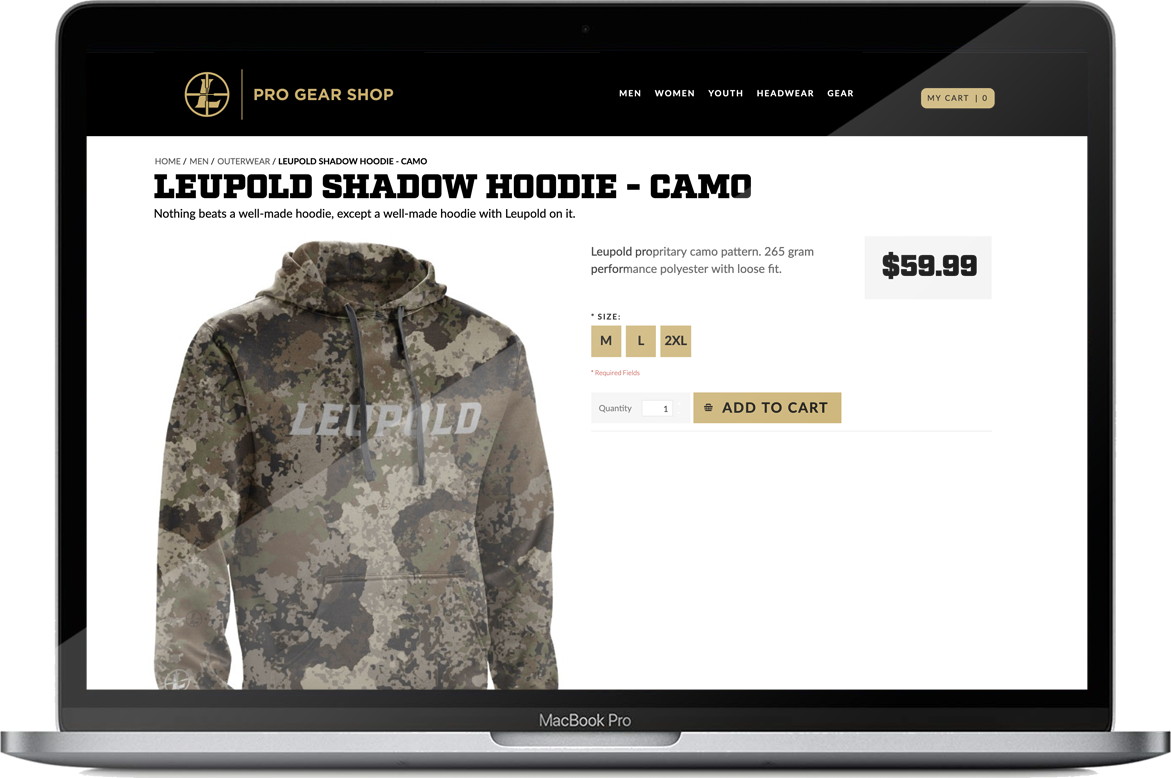 L
PRO GEAR SHOP
MEN WOMEN YOUTH HEADWEAR GEAR
MY CART | 0
HOME / MEN / OUTERWEAR / LEUPOLD SHADOW HOODIE - CAMO
LEUPOLD SHADOW HOODIE - CAMO
Nothing beats a well-made hoodie, except a well-made hoodie with Leupold on it.
Leupold propritary camo pattern. 265 gram
performance polyester with loose fit.
$59.99
* SIZE:
M L 2XL
* Required Fields
Quantity 1 ADD TO CART
LEUPOLD
MacBook Pro